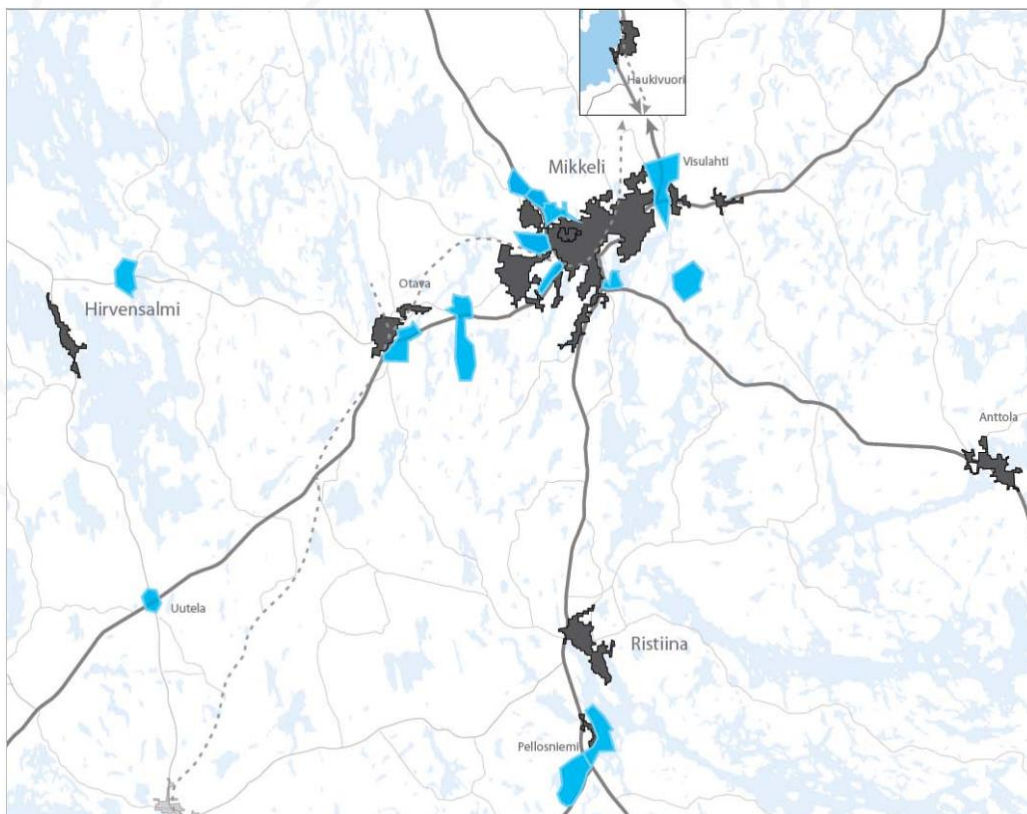 Haukivuori
Mikkeli
Visulahti
Otava
Hirvensalmi
Anttola
Uutela
Ristiina
Pellosniemi